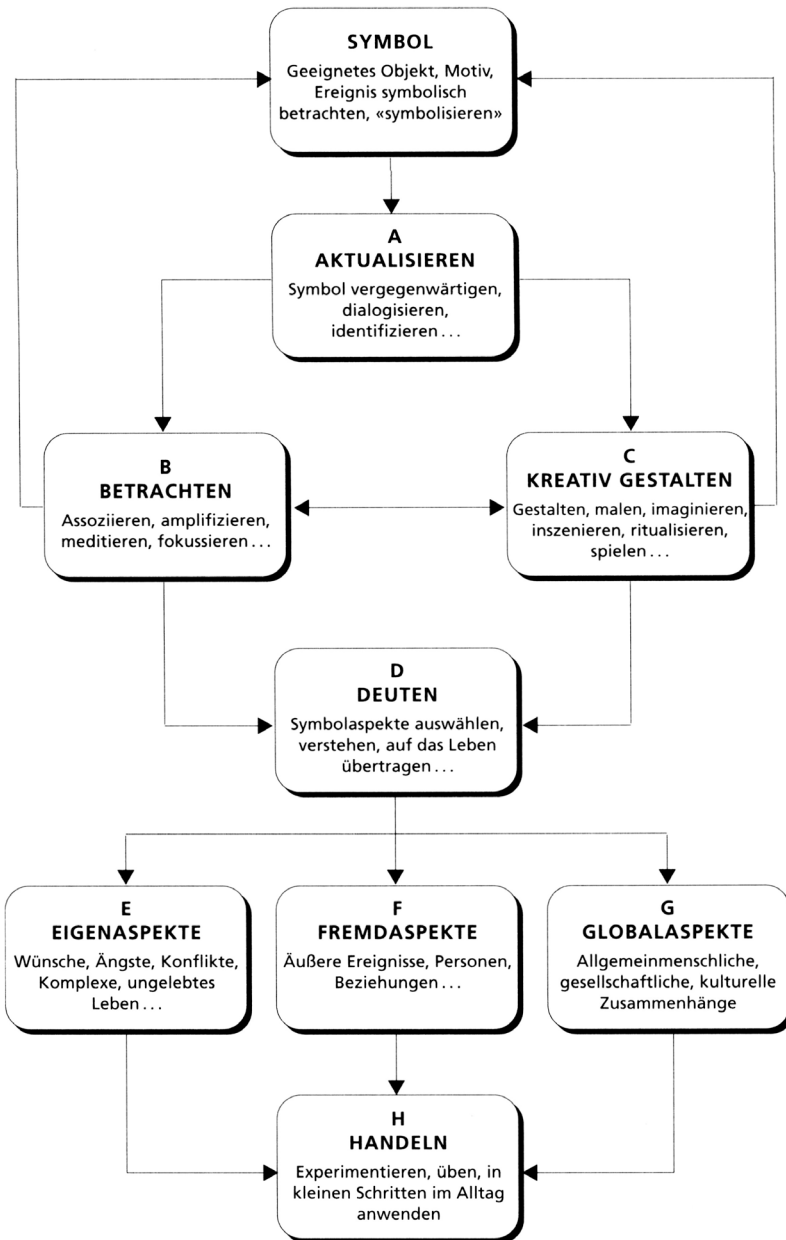 SYMBOL
Geeignetes Objekt, Motiv,
Ereignis symbolisch
betrachten, «symbolisieren»
A
AKTUALISIEREN
Symbol vergegenwärtigen,
dialogisieren,
identifizieren...
B
BETRACHTEN
Assoziieren, amplifizieren,
meditieren, fokussieren...
C
KREATIV GESTALTEN
Gestalten, malen, imaginieren,
inszenieren, ritualisieren,
spielen...
D
DEUTEN
Symbolaspekte auswählen,
verstehen, auf das Leben
übertragen...
E
EIGENASPEKTE
Wünsche, Ängste, Konflikte,
Komplexe, ungelebtes
Leben...
F
FREMDASPEKTE
Äußere Ereignisse, Personen,
Beziehungen...
G
GLOBALASPEKTE
Allgemeinmenschliche,
gesellschaftliche, kulturelle
Zusammenhänge
H
HANDELN
Experimentieren, üben, in
kleinen Schritten im Alltag
anwenden